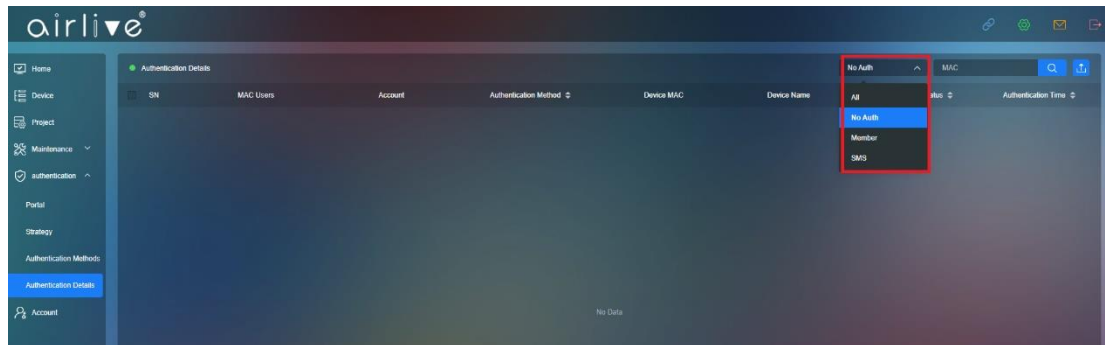 airlive®
Home
Authentication Details
No Auth
MAC
Device
SN
MAC Users
Account
Authentication Method
Device MAC
Device Name
All
Authentication Time
Project
No Auth
Maintenance
Member
authentication
SMS
Portal
Strategy
Authentication Methods
Authentication Details
Account
No Data